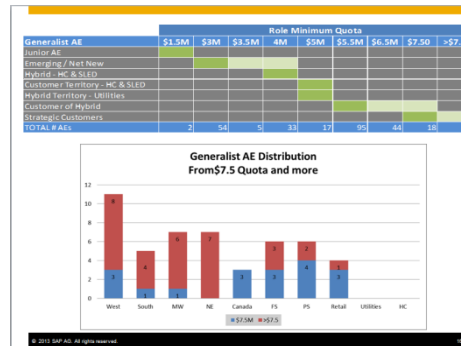 Role Minimum Quota
Generalist AE $1.5M $3M $3.5M 4M $5M $5.5M $6.5M $7.50 >$7.
Junior AE
Emerging / Net New
Hybrid - HC & SLED
Customer Territory - HC & SLED
Hybrid Territory - Utilities
Customer of Hybrid
Strategic Customers
TOTAL # AEs 2 54 5 33 17 95 44 18
Generalist AE Distribution
From$7.5 Quota and more
12
10
8
6
4
2
0
8
3
4
1
6
1
7
3
3
3
2
4
1
3
West South MW NE Canada FS PS Retail Utilities HC
$7.5M >$7.5
© 2013 SAP AG. All rights reserved.